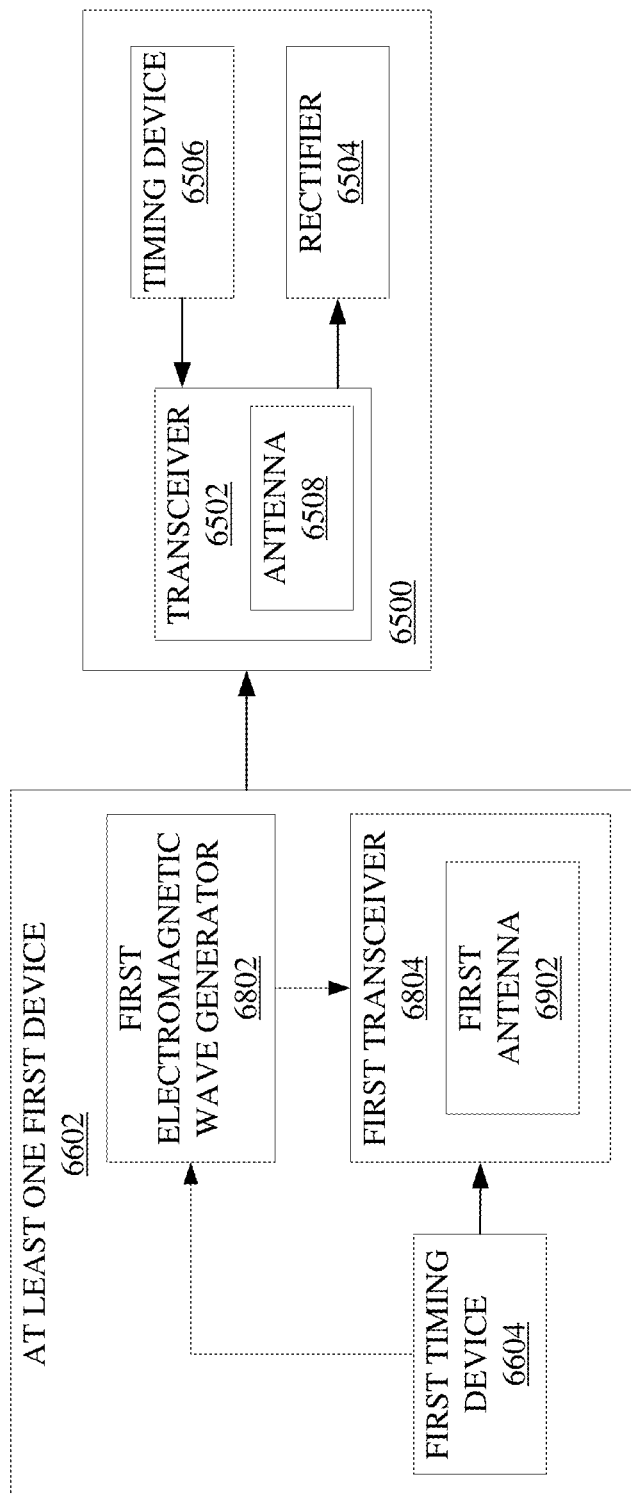 AT LEAST ONE FIRST DEVICE
6602
FIRST
ELECTROMAGNETIC
WAVE GENERATOR
6802
FIRST TIMING
DEVICE
6604
FIRST TRANSCEIVER
6804
FIRST
ANTENNA
6902
TRANSCEIVER
6502
ANTENNA
6508
TIMING DEVICE
6506
RECTIFIER
6504
6500